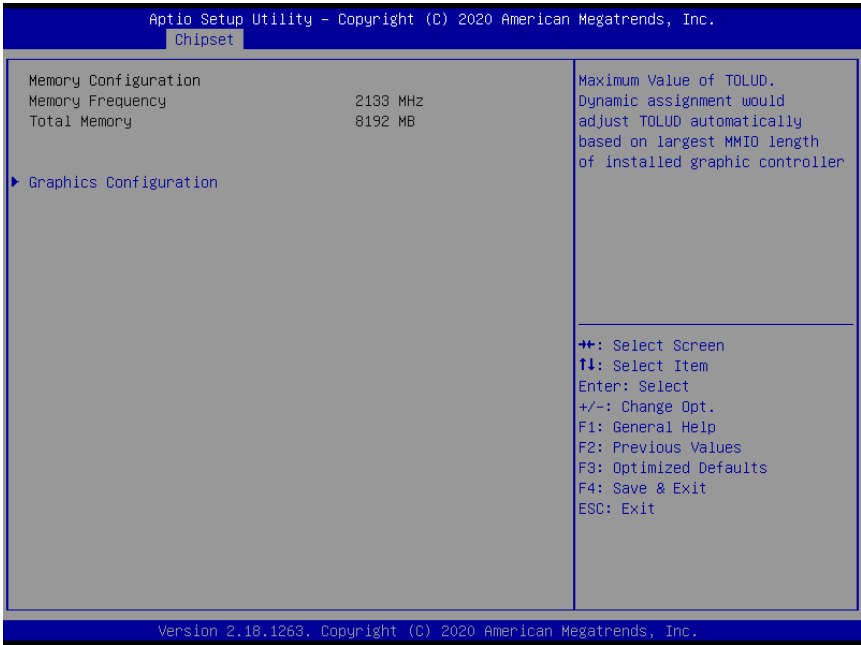 Aptio Setup Utility – Copyright (C) 2020 American Megatrends, Inc.
Chipset
Memory Configuration
Memory Frequency 2133 MHz
Total Memory 8192 MB
Graphics Configuration
Maximum Value of TOLUD.
Dynamic assignment would
adjust TOLUD automatically
based on largest MMIO length
of installed graphic controller
→←: Select Screen
↑↓: Select Item
Enter: Select
+/-: Change Opt.
F1: General Help
F2: Previous Values
F3: Optimized Defaults
F4: Save & Exit
ESC: Exit
Version 2.18.1263. Copyright (C) 2020 American Megatrends, Inc.